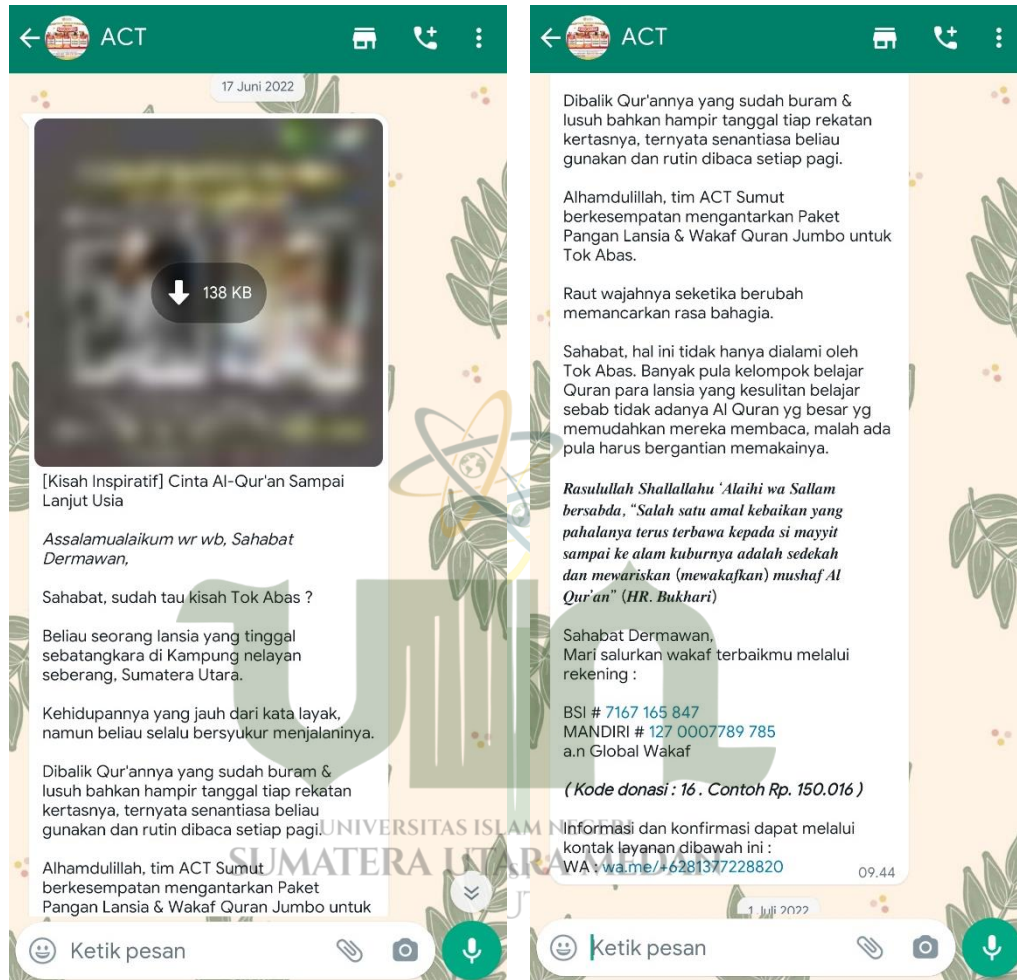 ACT
17 Juni 2022
138 KB
[Kisah Inspiratif] Cinta Al-Qur'an Sampai
Lanjut Usia
Assalamualaikum wr wb, Sahabat
Dermawan,
Sahabat, sudah tau kisah Tok Abas ?
Beliau seorang lansia yang tinggal
sebatangkara di Kampung nelayan
seberang, Sumatera Utara.
Kehidupannya yang jauh dari kata layak,
namun beliau selalu bersyukur menjalaninya.
Dibalik Qur'annya yang sudah buram &
lusuh bahkan hampir tanggal tiap rekatan
kertasnya, ternyata senantiasa beliau
gunakan dan rutin dibaca setiap pagi.
Alhamdulillah, tim ACT Sumut
berkesempatan mengantarkan Paket
Pangan Lansia & Wakaf Quran Jumbo untuk
Ketik pesan
ACT
Dibalik Qur'annya yang sudah buram &
lusuh bahkan hampir tanggal tiap rekatan
kertasnya, ternyata senantiasa beliau
gunakan dan rutin dibaca setiap pagi.
Alhamdulillah, tim ACT Sumut
berkesempatan mengantarkan Paket
Pangan Lansia & Wakaf Quran Jumbo untuk
Tok Abas.
Raut wajahnya seketika berubah
memancarkan rasa bahagia.
Sahabat, hal ini tidak hanya dialami oleh
Tok Abas. Banyak pula kelompok belajar
Quran para lansia yang kesulitan belajar
sebab tidak adanya Al Quran yg besar yg
memudahkan mereka membaca, malah ada
pula harus bergantian memakainya.
Rasulullah Shallallahu ‘Alaihi wa Sallam
bersabda, “Salah satu amal kebaikan yang
pahalanya terus terbawa kepada si mayyit
sampai ke alam kuburnya adalah sedekah
dan mewariskan (mewakafkan) mushaf Al
Qur'an” (HR. Bukhari)
Sahabat Dermawan,
Mari salurkan wakaf terbaikmu melalui
rekening :
BSI # 7167 165 847
MANDIRI # 127 0007789 785
a.n Global Wakaf
( Kode donasi : 16 . Contoh Rp. 150.016 )
Informasi dan konfirmasi dapat melalui
kontak layanan dibawah ini :
WA : wa.me/+6281377228820
09.44
1 Juli 2022
Ketik pesan
UNIVERSITAS ISLAM NEGERI
SUMATERA UTARA MEDAN